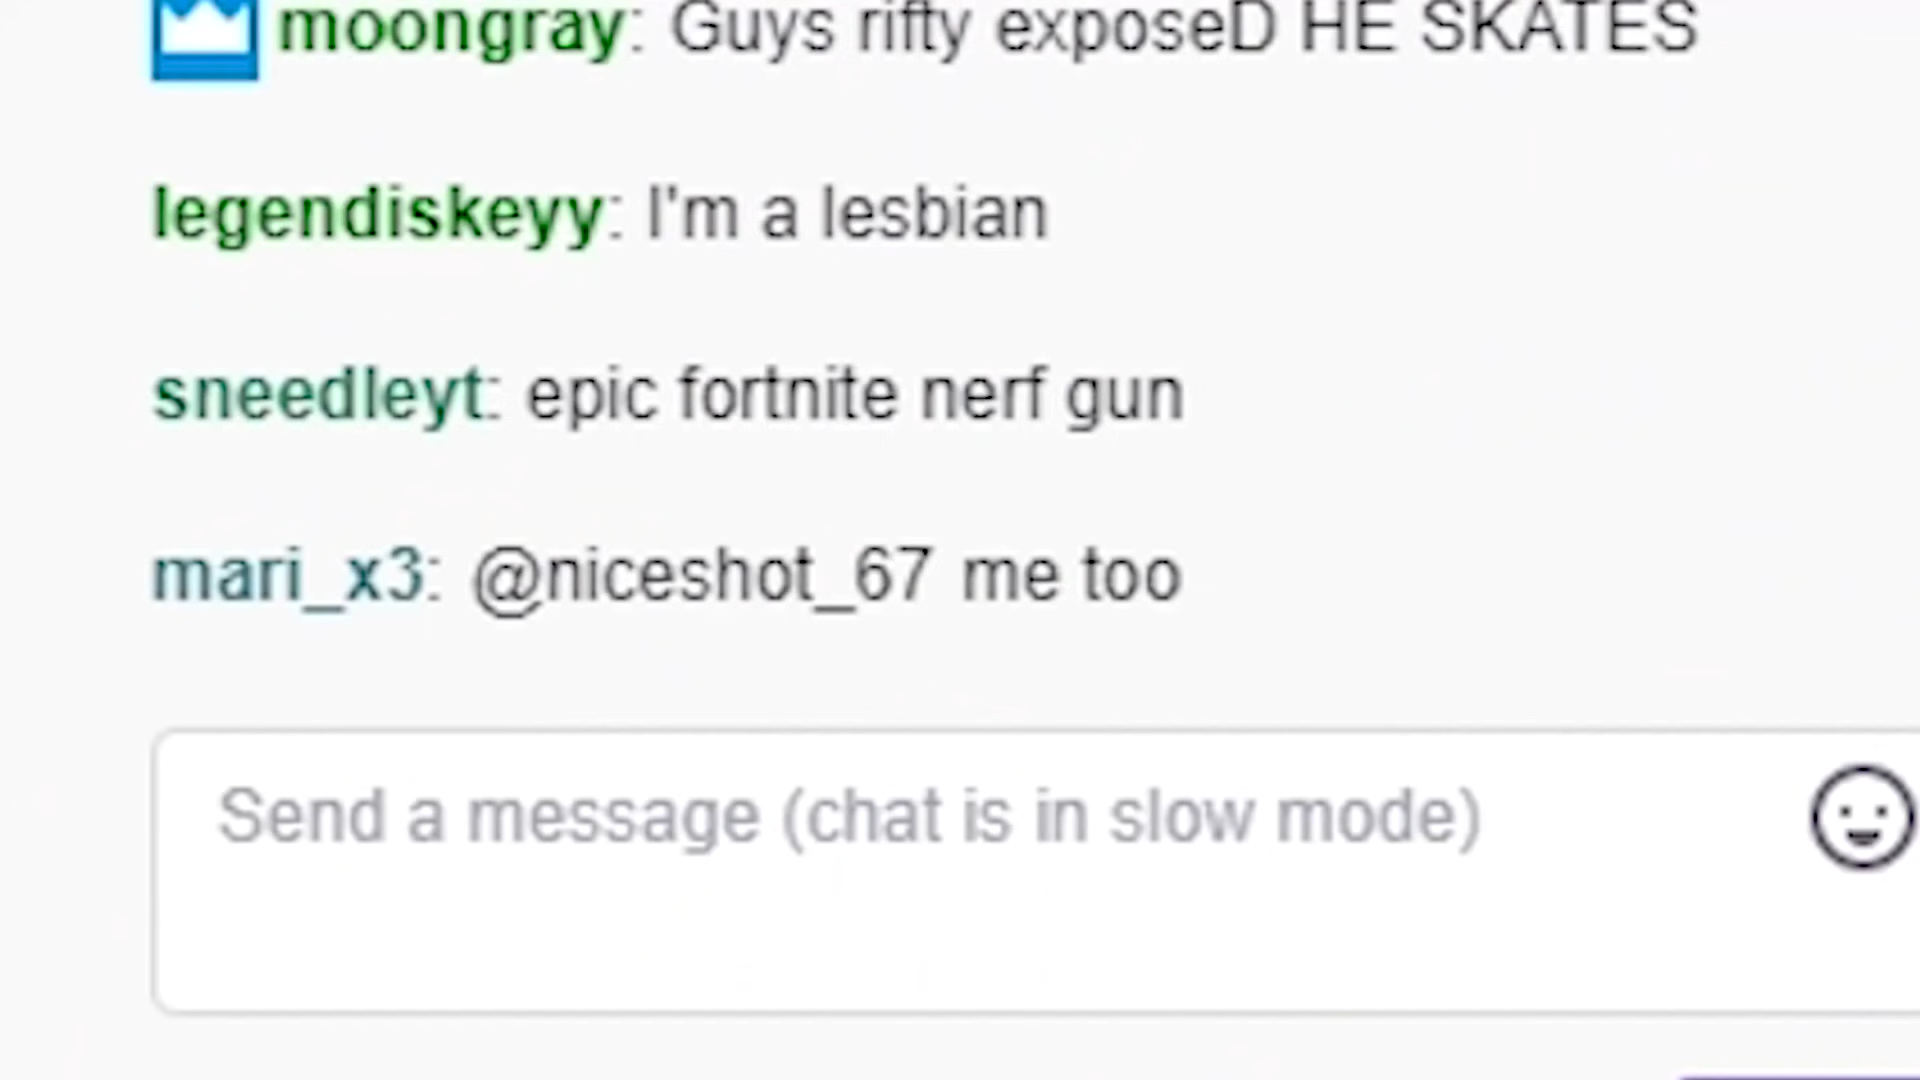 moongray: Guys rifty exposeD HE SKATES
legendiskeyy: I'm a lesbian
sneedleyt: epic fortnite nerf gun
mari_x3: @niceshot_67 me too
Send a message (chat is in slow mode)